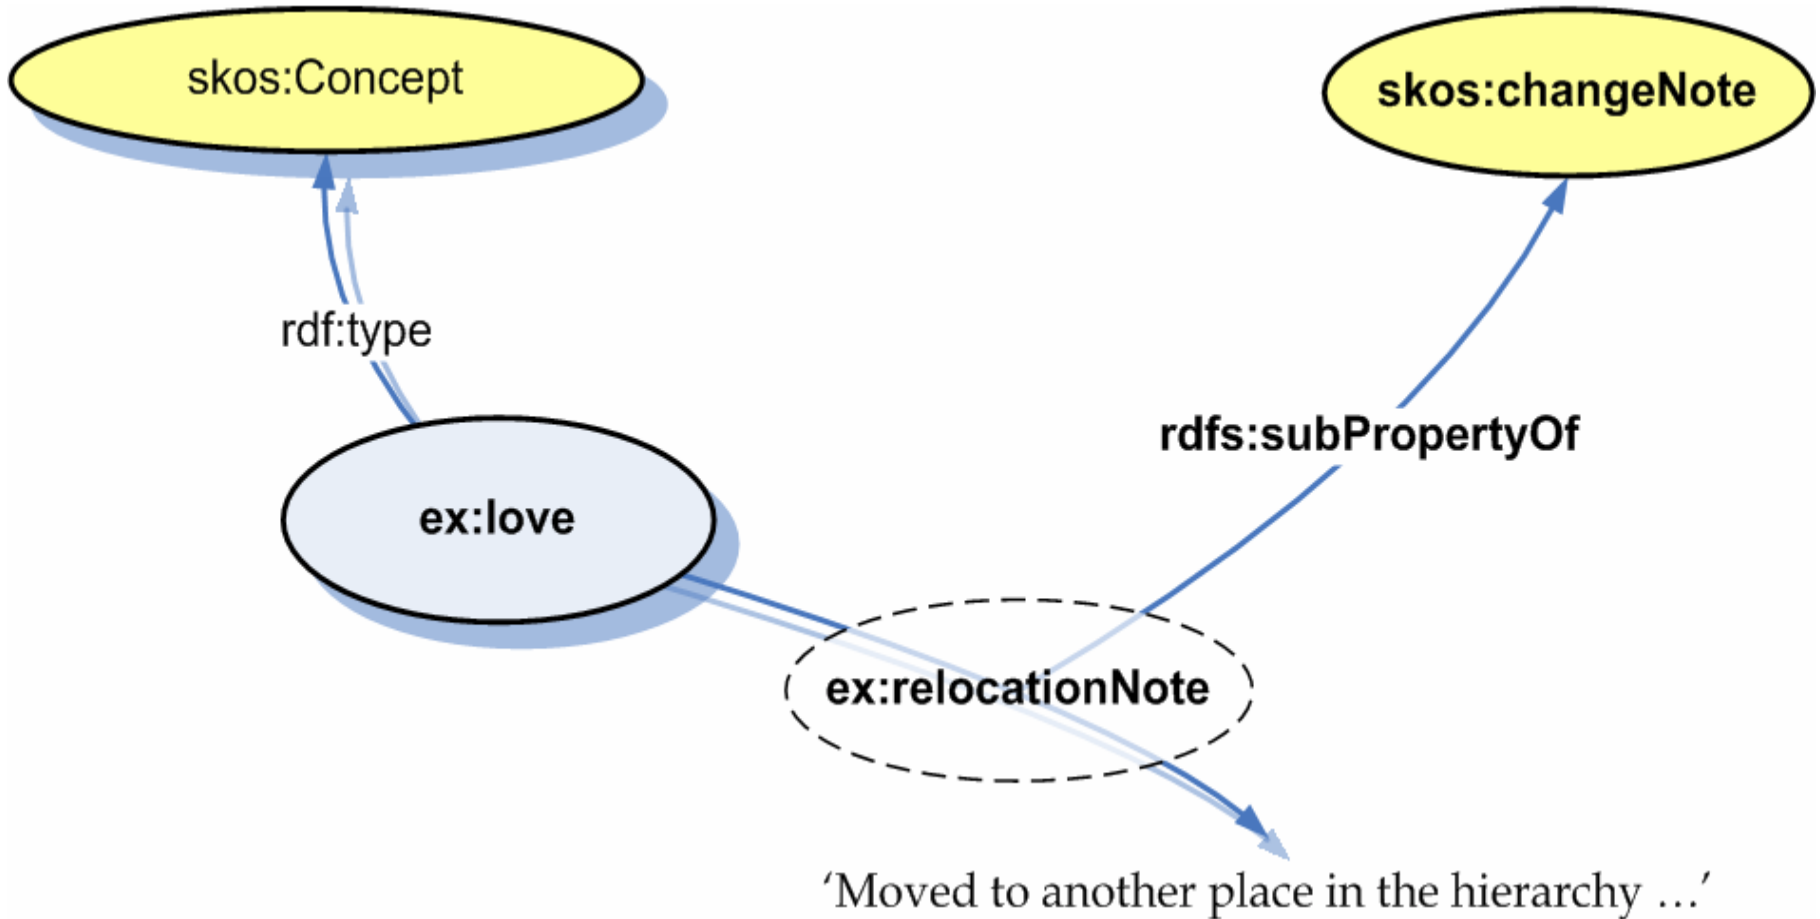 skos:Concept
skos:changeNote
rdf:type
rdfs:subPropertyOf
ex:love
ex:relocationNote
‘Moved to another place in the hierarchy …’